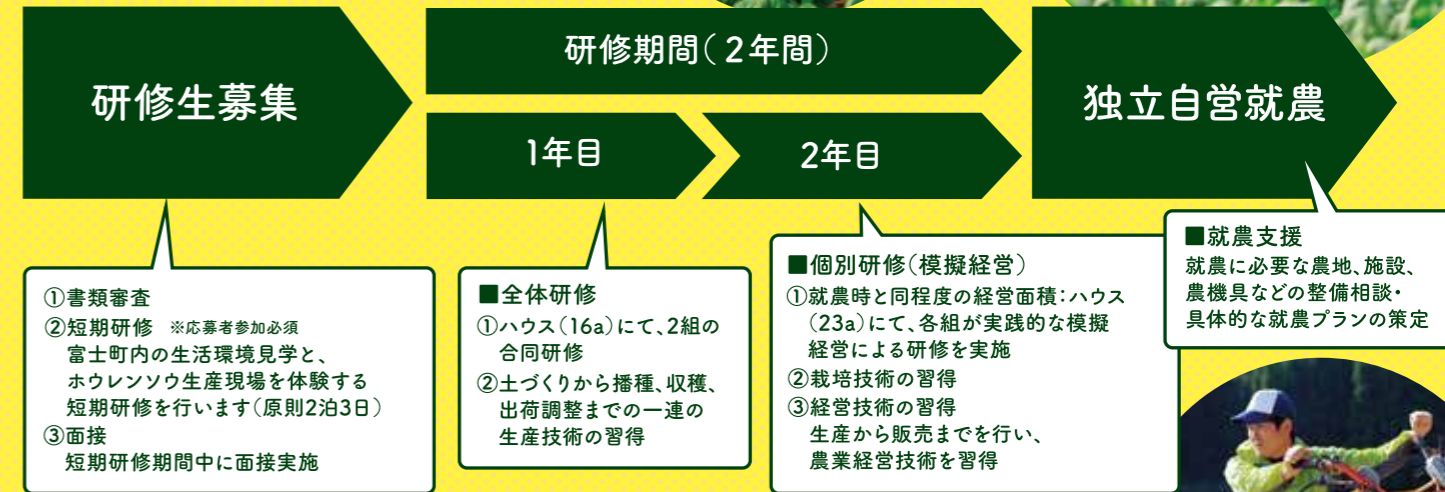 研修生募集
研修期間(2年間)
1年目
2年目
独立自営就農
①書類審査
②短期研修 ※応募者参加必須
富士町内の生活環境見学と、
ホウレンソウ生産現場を体験する
短期研修を行います(原則2泊3日)
③面接
短期研修期間中に面接実施
■全体研修
①ハウス(16a)にて、2組の
合同研修
②土づくりから播種、収穫、
出荷調整までの一連の
生産技術の習得
■個別研修(模擬経営)
①就農時と同程度の経営面積:ハウス
(23a)にて、各組が実践的な模擬
経営による研修を実施
②栽培技術の習得
③経営技術の習得
生産から販売までを行い、
農業経営技術を習得
■就農支援
就農に必要な農地、施設、
農機具などの整備相談・
具体的な就農プランの策定